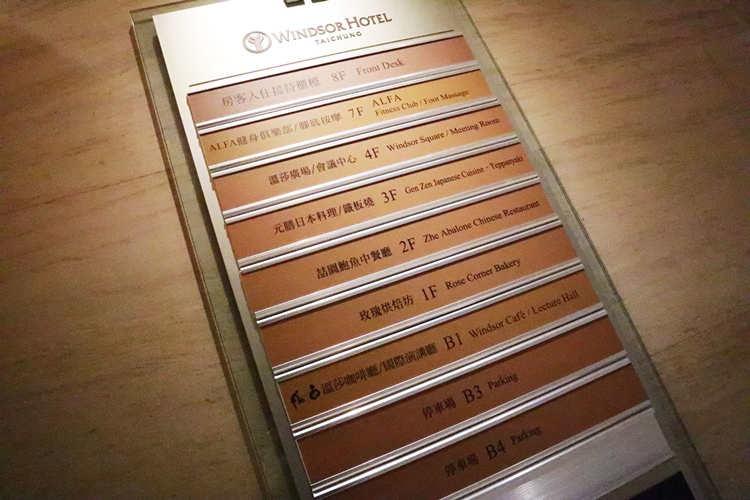 WINDSOR HOTEL
TAICHUNG
房客入住接待櫃檯 8F Front Desk
ALFA健身俱樂部/腳底按摩 7F ALFA
Fitness Club / Foot Massage
溫莎廣場/會議中心 4F Windsor Square / Meeting Room
元膳日本料理/鐵板燒 3F Gen Zen Japanese Cuisine・Teppanyaki
喆園鮑魚中餐廳 2F Zhe Abalone Chinese Restaurant
玫瑰烘焙坊 1F Rose Corner Bakery
溫莎咖啡廳/國際演講廳 B1 Windsor Café / Lecture Hall
停車場 B3 Parking
停車場 B4 Parking